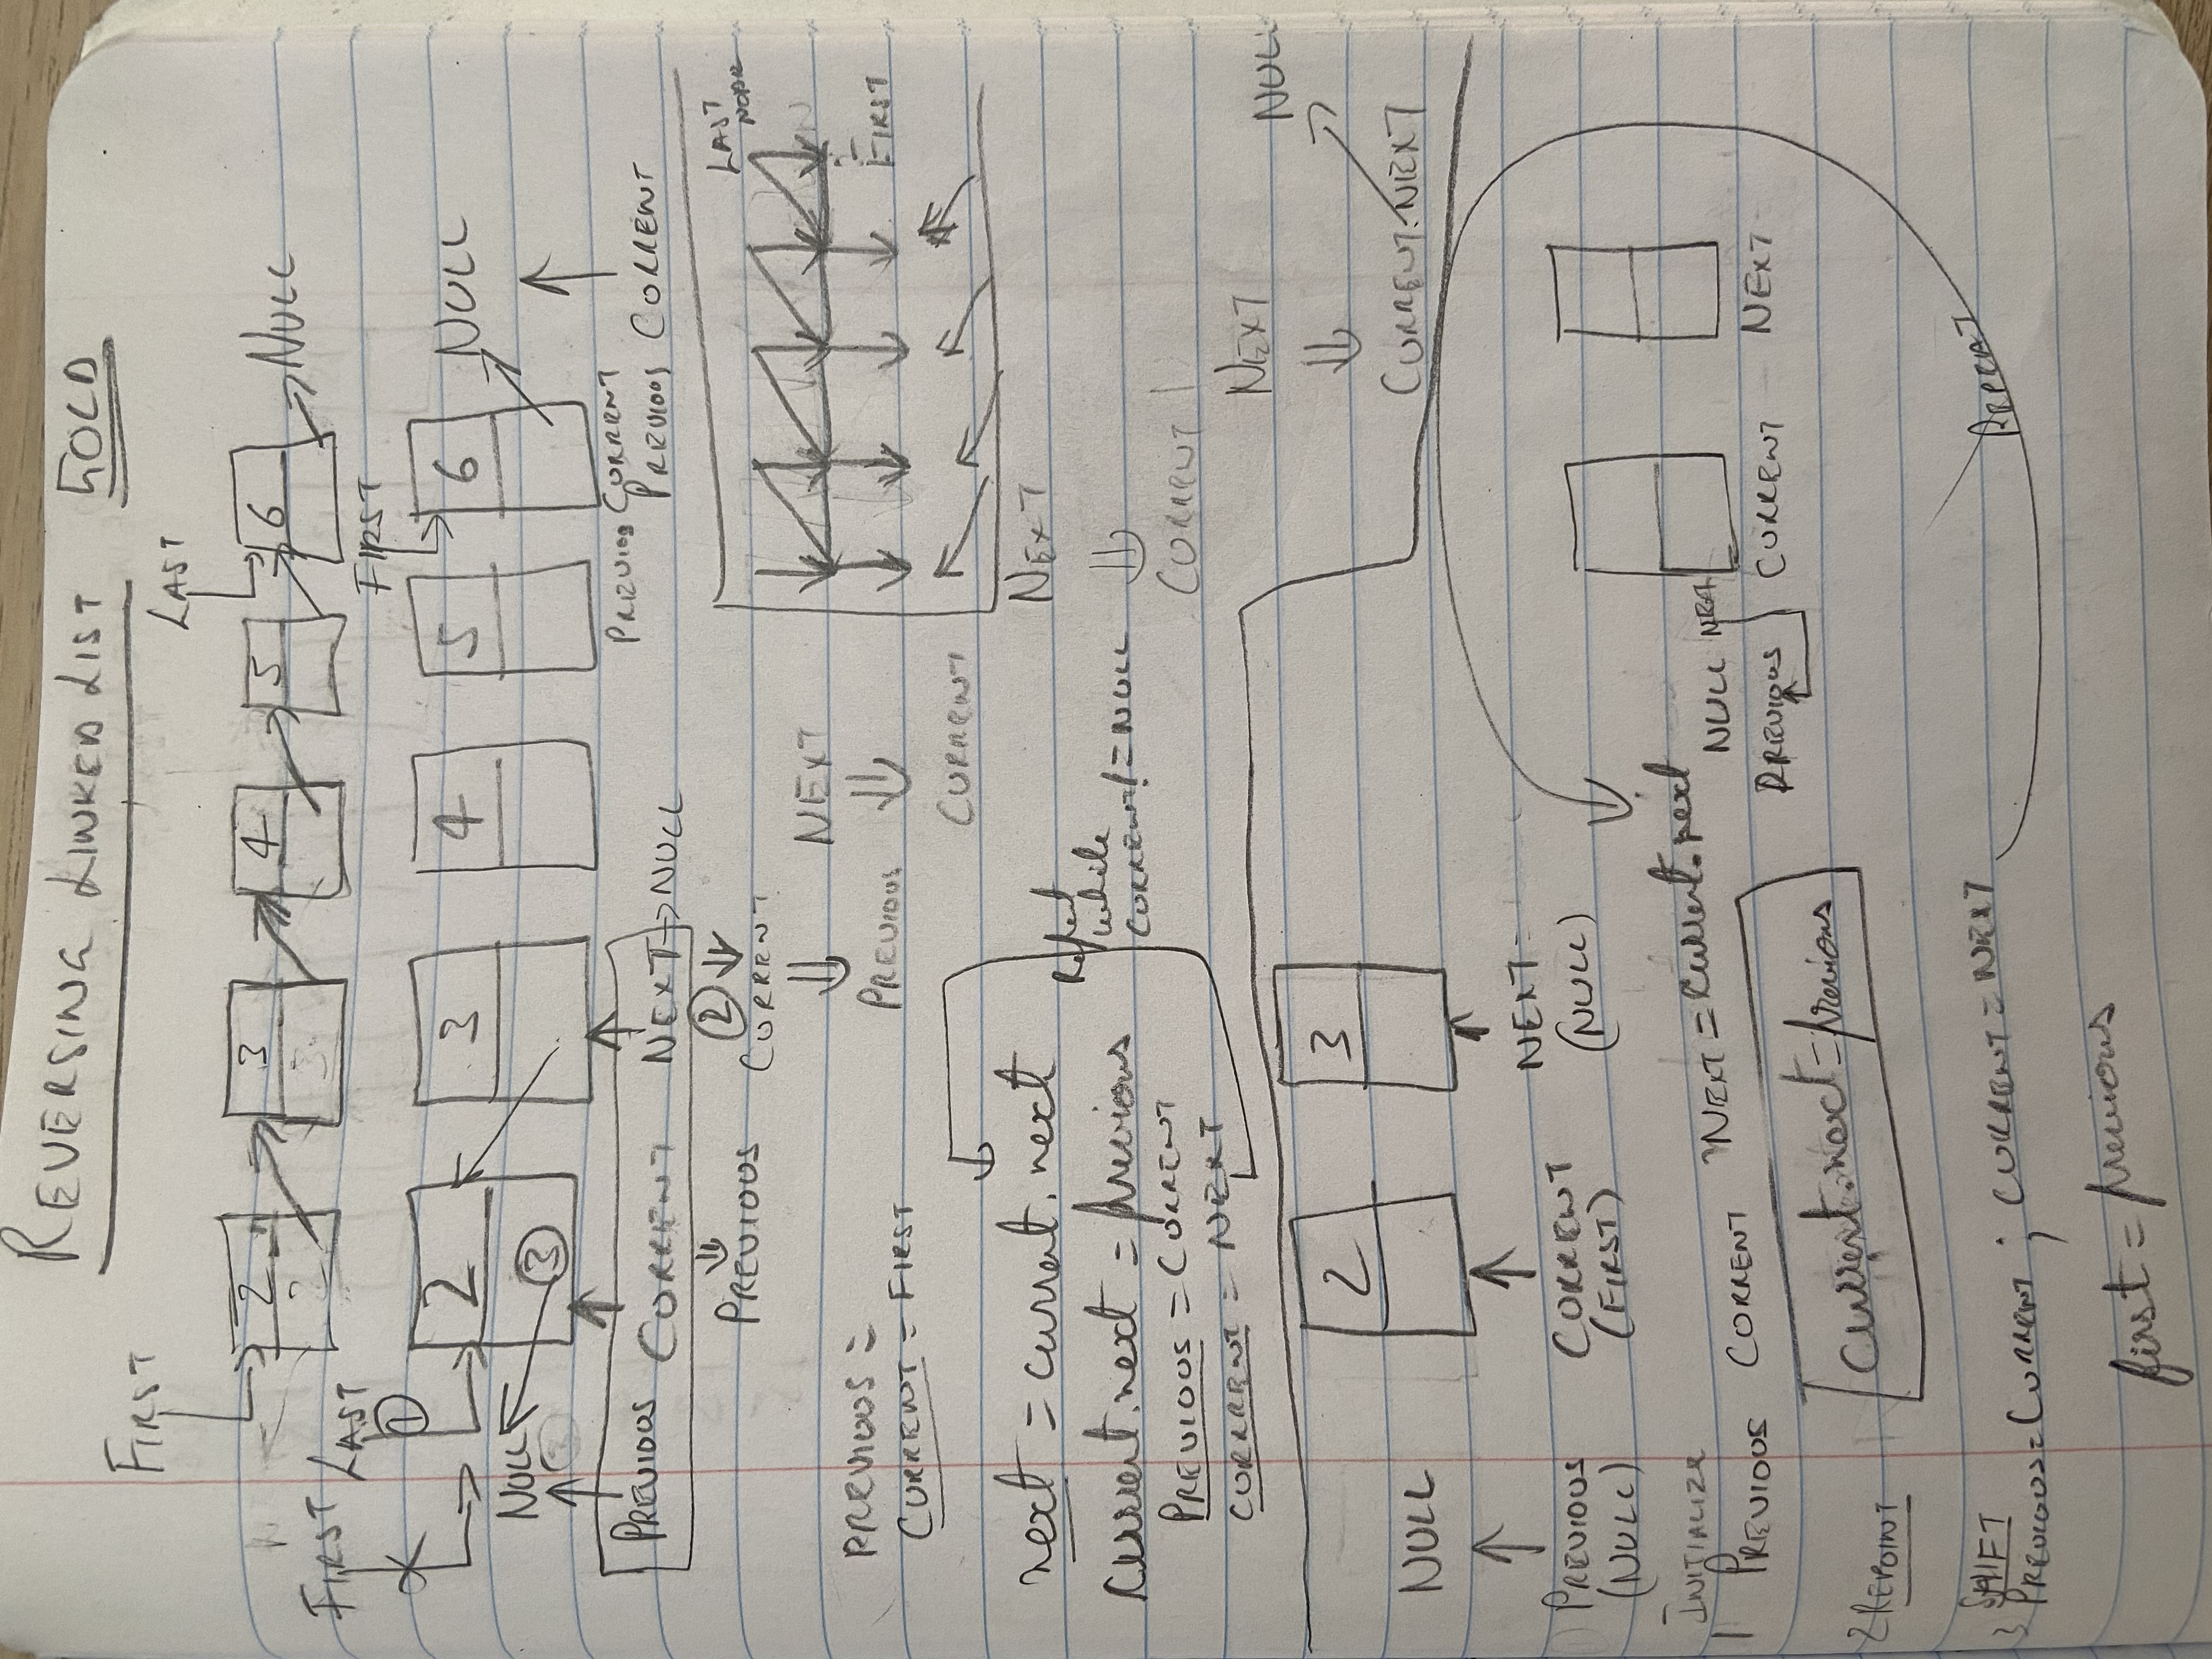 REVERSING LINKED LIST GOLD
FIRST
LAST
2 3 4 5 6 NULL
FIRST LAST
FIRST
1
2 3 4 5 6 NULL
NULL 3
PREVIOUS CURRENT NEXT → NULL
PREVIOUS CURRENT
PREVIOUS CURRENT
2
PREVIOUS CURRENT
LAST
NODE
NEXT
PREVIOUS
FIRST
CURRENT
PREVIOUS =
CURRENT = FIRST
next = current.next
current.next = previous
PREVIOUS = CURRENT
CURRRENT = NEXT
Repeat
while
CURRENT != NULL
NEXT
CURRENT
NEXT
NULL
CURRENT.NEXT
2 3
NULL
PREVIOUS
(NULL)
CURRENT
(FIRST)
NEXT
(NULL)
INITIALIZE
1 PREVIOUS CURRENT NEXT = current.next
NULL NEXT
PREVIOUS CURRENT NEXT
2 REPOINT current.next = previous
SHIFT
3 PREVIOUS = CURRENT ; CURRENT = NEXT
REPEAT
first = previous